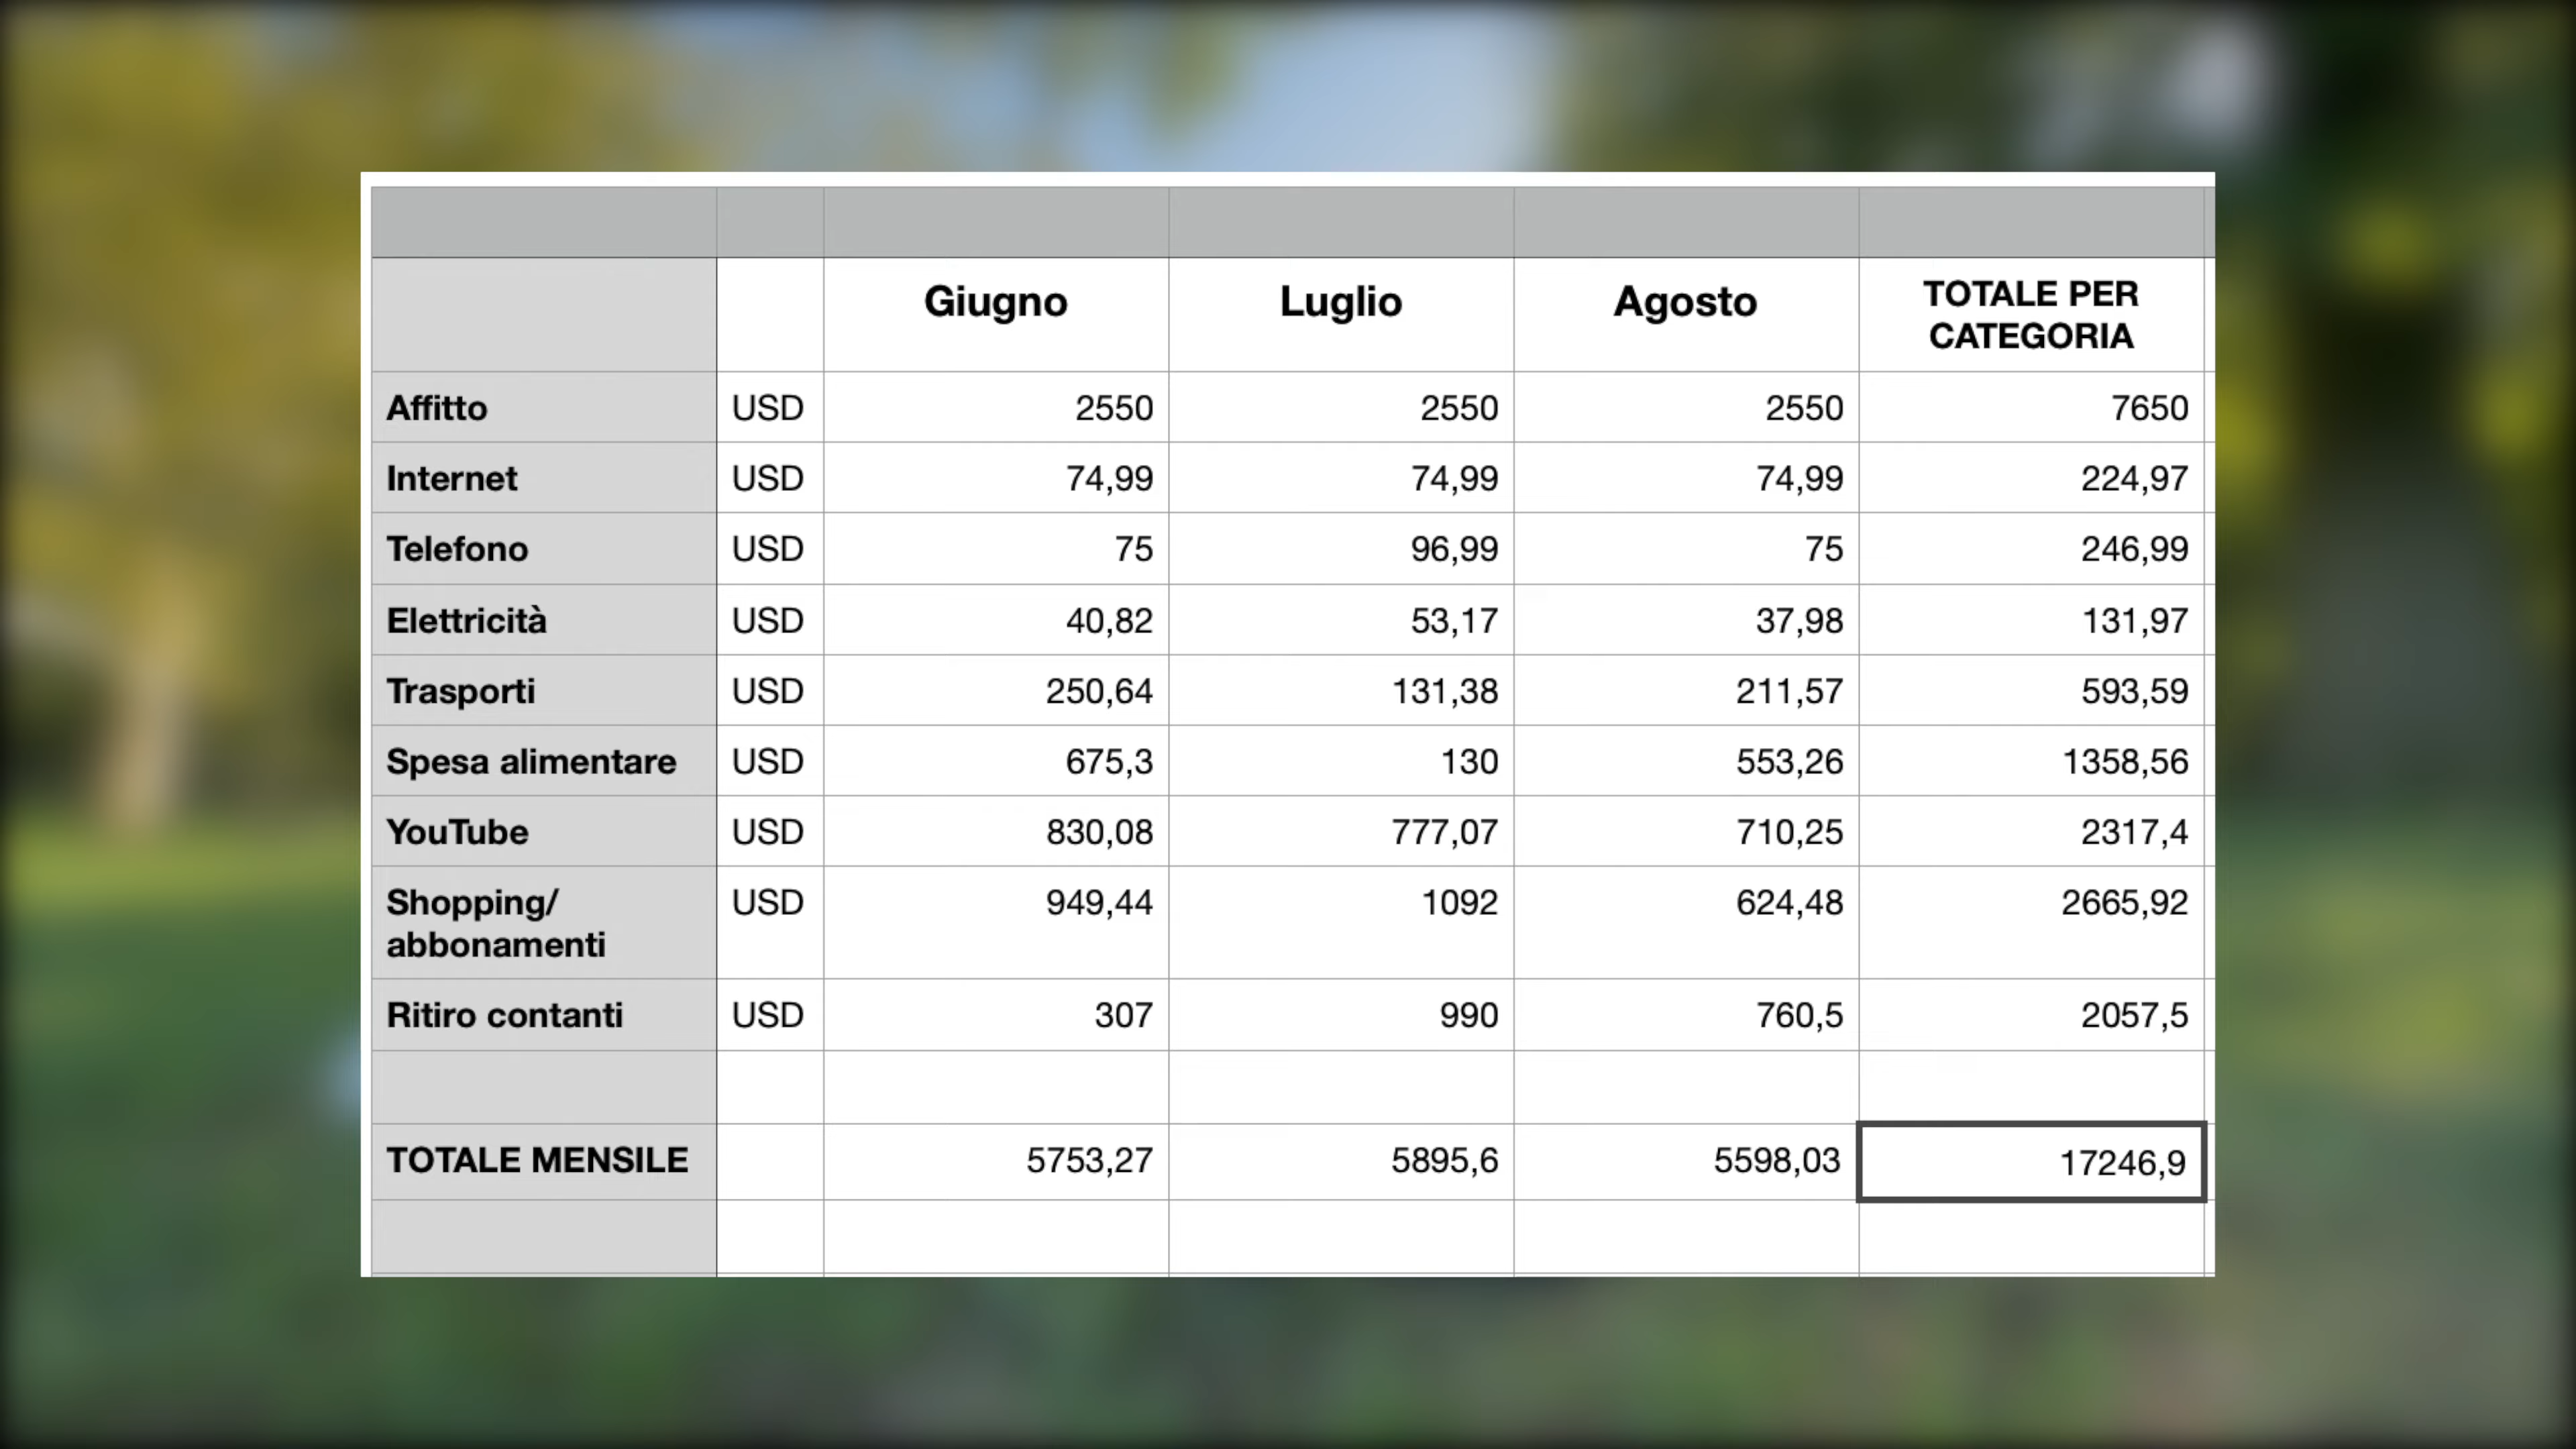 Giugno Luglio Agosto TOTALE PER
CATEGORIA
Affitto USD 2550 2550 2550 7650
Internet USD 74,99 74,99 74,99 224,97
Telefono USD 75 96,99 75 246,99
Elettricità USD 40,82 53,17 37,98 131,97
Trasporti USD 250,64 131,38 211,57 593,59
Spesa alimentare USD 675,3 130 553,26 1358,56
YouTube USD 830,08 777,07 710,25 2317,4
Shopping/ USD 949,44 1092 624,48 2665,92
abbonamenti
Ritiro contanti USD 307 990 760,5 2057,5
TOTALE MENSILE 5753,27 5895,6 5598,03 17246,9